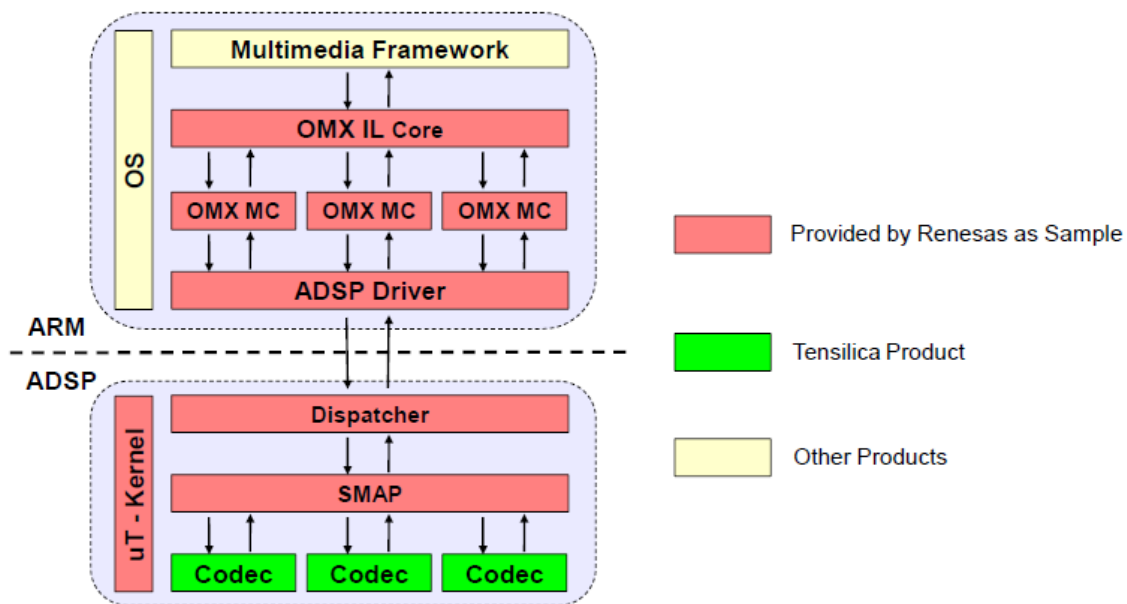 Multimedia Framework
OS
OMX IL Core
OMX MC OMX MC OMX MC
ADSP Driver
ARM
ADSP
uT - Kernel
Dispatcher
SMAP
Codec Codec Codec
Provided by Renesas as Sample
Tensilica Product
Other Products